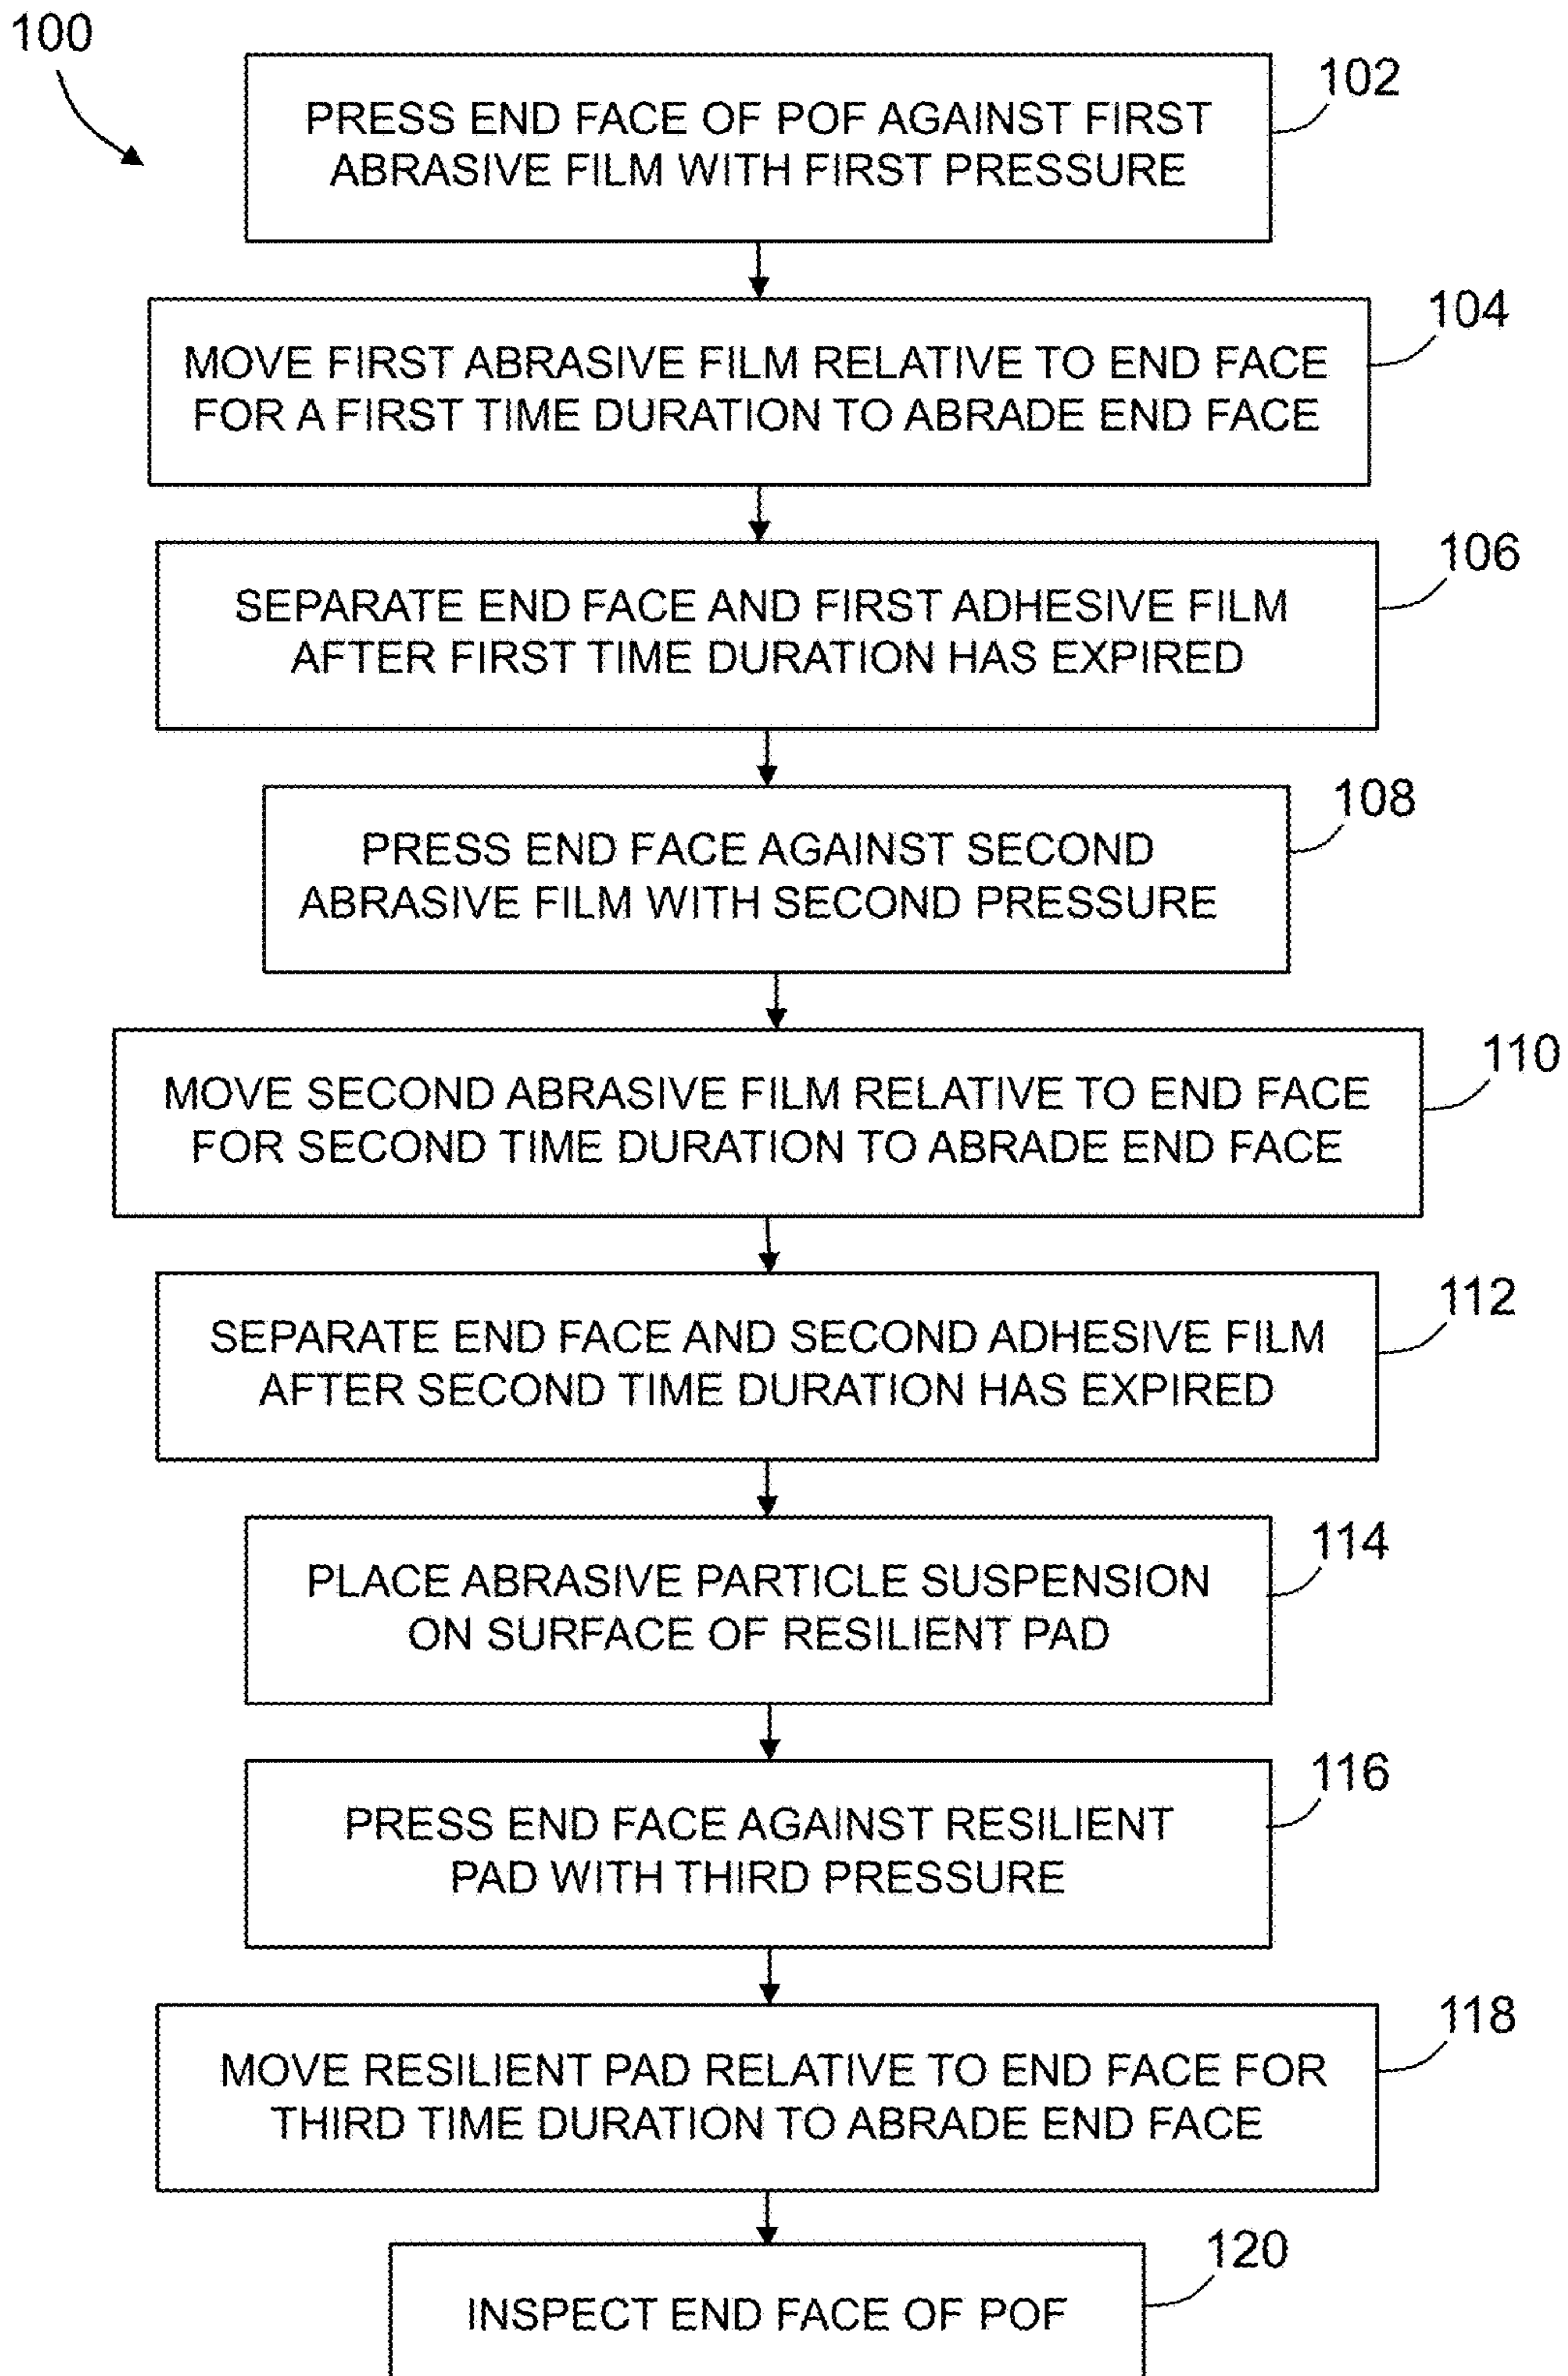 100
102
PRESS END FACE OF POF AGAINST FIRST
ABRASIVE FILM WITH FIRST PRESSURE
104
MOVE FIRST ABRASIVE FILM RELATIVE TO END FACE
FOR A FIRST TIME DURATION TO ABRADE END FACE
106
SEPARATE END FACE AND FIRST ADHESIVE FILM
AFTER FIRST TIME DURATION HAS EXPIRED
108
PRESS END FACE AGAINST SECOND
ABRASIVE FILM WITH SECOND PRESSURE
110
MOVE SECOND ABRASIVE FILM RELATIVE TO END FACE
FOR SECOND TIME DURATION TO ABRADE END FACE
112
SEPARATE END FACE AND SECOND ADHESIVE FILM
AFTER SECOND TIME DURATION HAS EXPIRED
114
PLACE ABRASIVE PARTICLE SUSPENSION
ON SURFACE OF RESILIENT PAD
116
PRESS END FACE AGAINST RESILIENT
PAD WITH THIRD PRESSURE
118
MOVE RESILIENT PAD RELATIVE TO END FACE FOR
THIRD TIME DURATION TO ABRADE END FACE
120
INSPECT END FACE OF POF